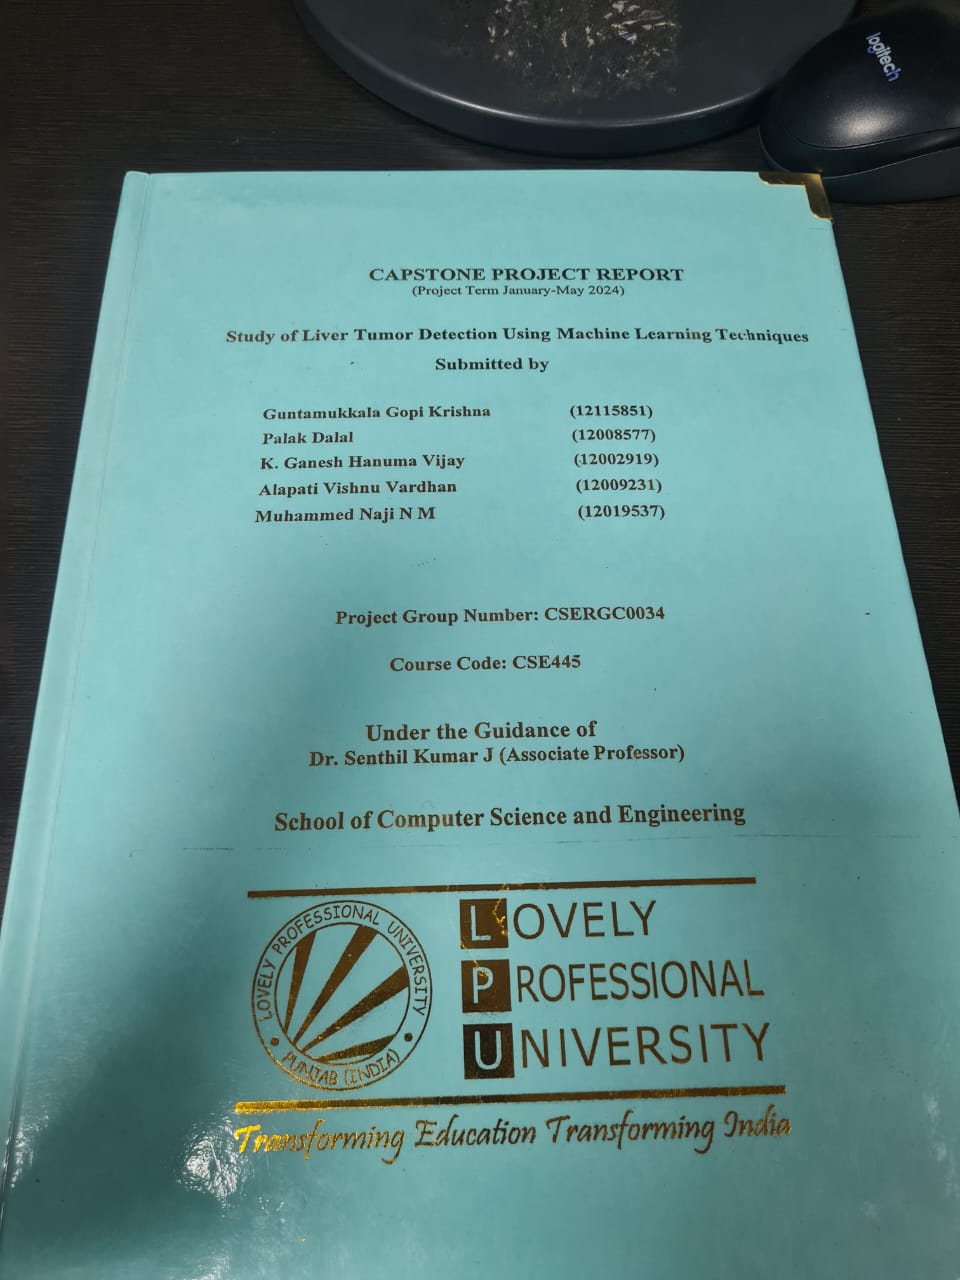 logitech
CAPSTONE PROJECT REPORT
(Project Term January-May 2024)
Study of Liver Tumor Detection Using Machine Learning Techniques
Submitted by
Guntamukkala Gopi Krishna (12115851)
Palak Dalal (12008577)
K. Ganesh Hanuma Vijay (12002919)
Alapati Vishnu Vardhan (12009231)
Muhammed Naji N M (12019537)
Project Group Number: CSERGC0034
Course Code: CSE445
Under the Guidance of
Dr. Senthil Kumar J (Associate Professor)
School of Computer Science and Engineering
LOVELY PROFESSIONAL UNIVERSITY
PUNJAB (INDIA)
LOVELY
PROFESSIONAL
UNIVERSITY
Transforming Education Transforming India